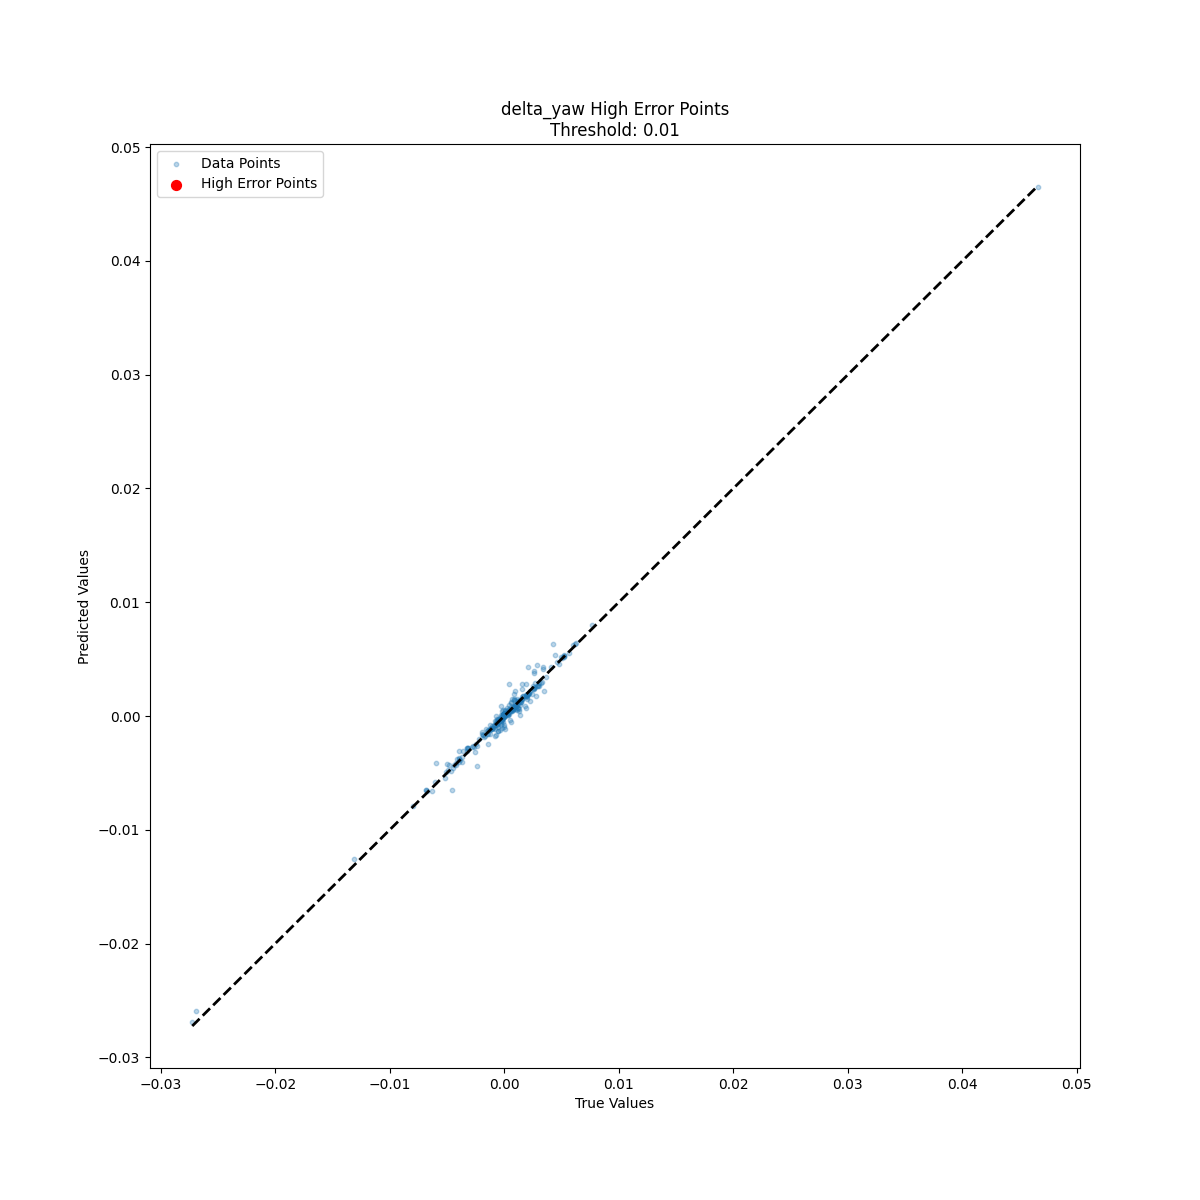 delta_yaw High Error Points
Threshold: 0.01
Data Points
High Error Points
0.05
0.04
0.03
0.02
0.01
0.00
−0.01
−0.02
−0.03
Predicted Values
−0.03 −0.02 −0.01 0.00 0.01 0.02 0.03 0.04 0.05
True Values